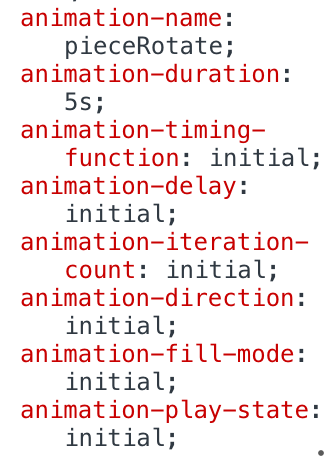 animation-name:
pieceRotate;
animation-duration:
5s;
animation-timing-
function: initial;
animation-delay:
initial;
animation-iteration-
count: initial;
animation-direction:
initial;
animation-fill-mode:
initial;
animation-play-state:
initial;